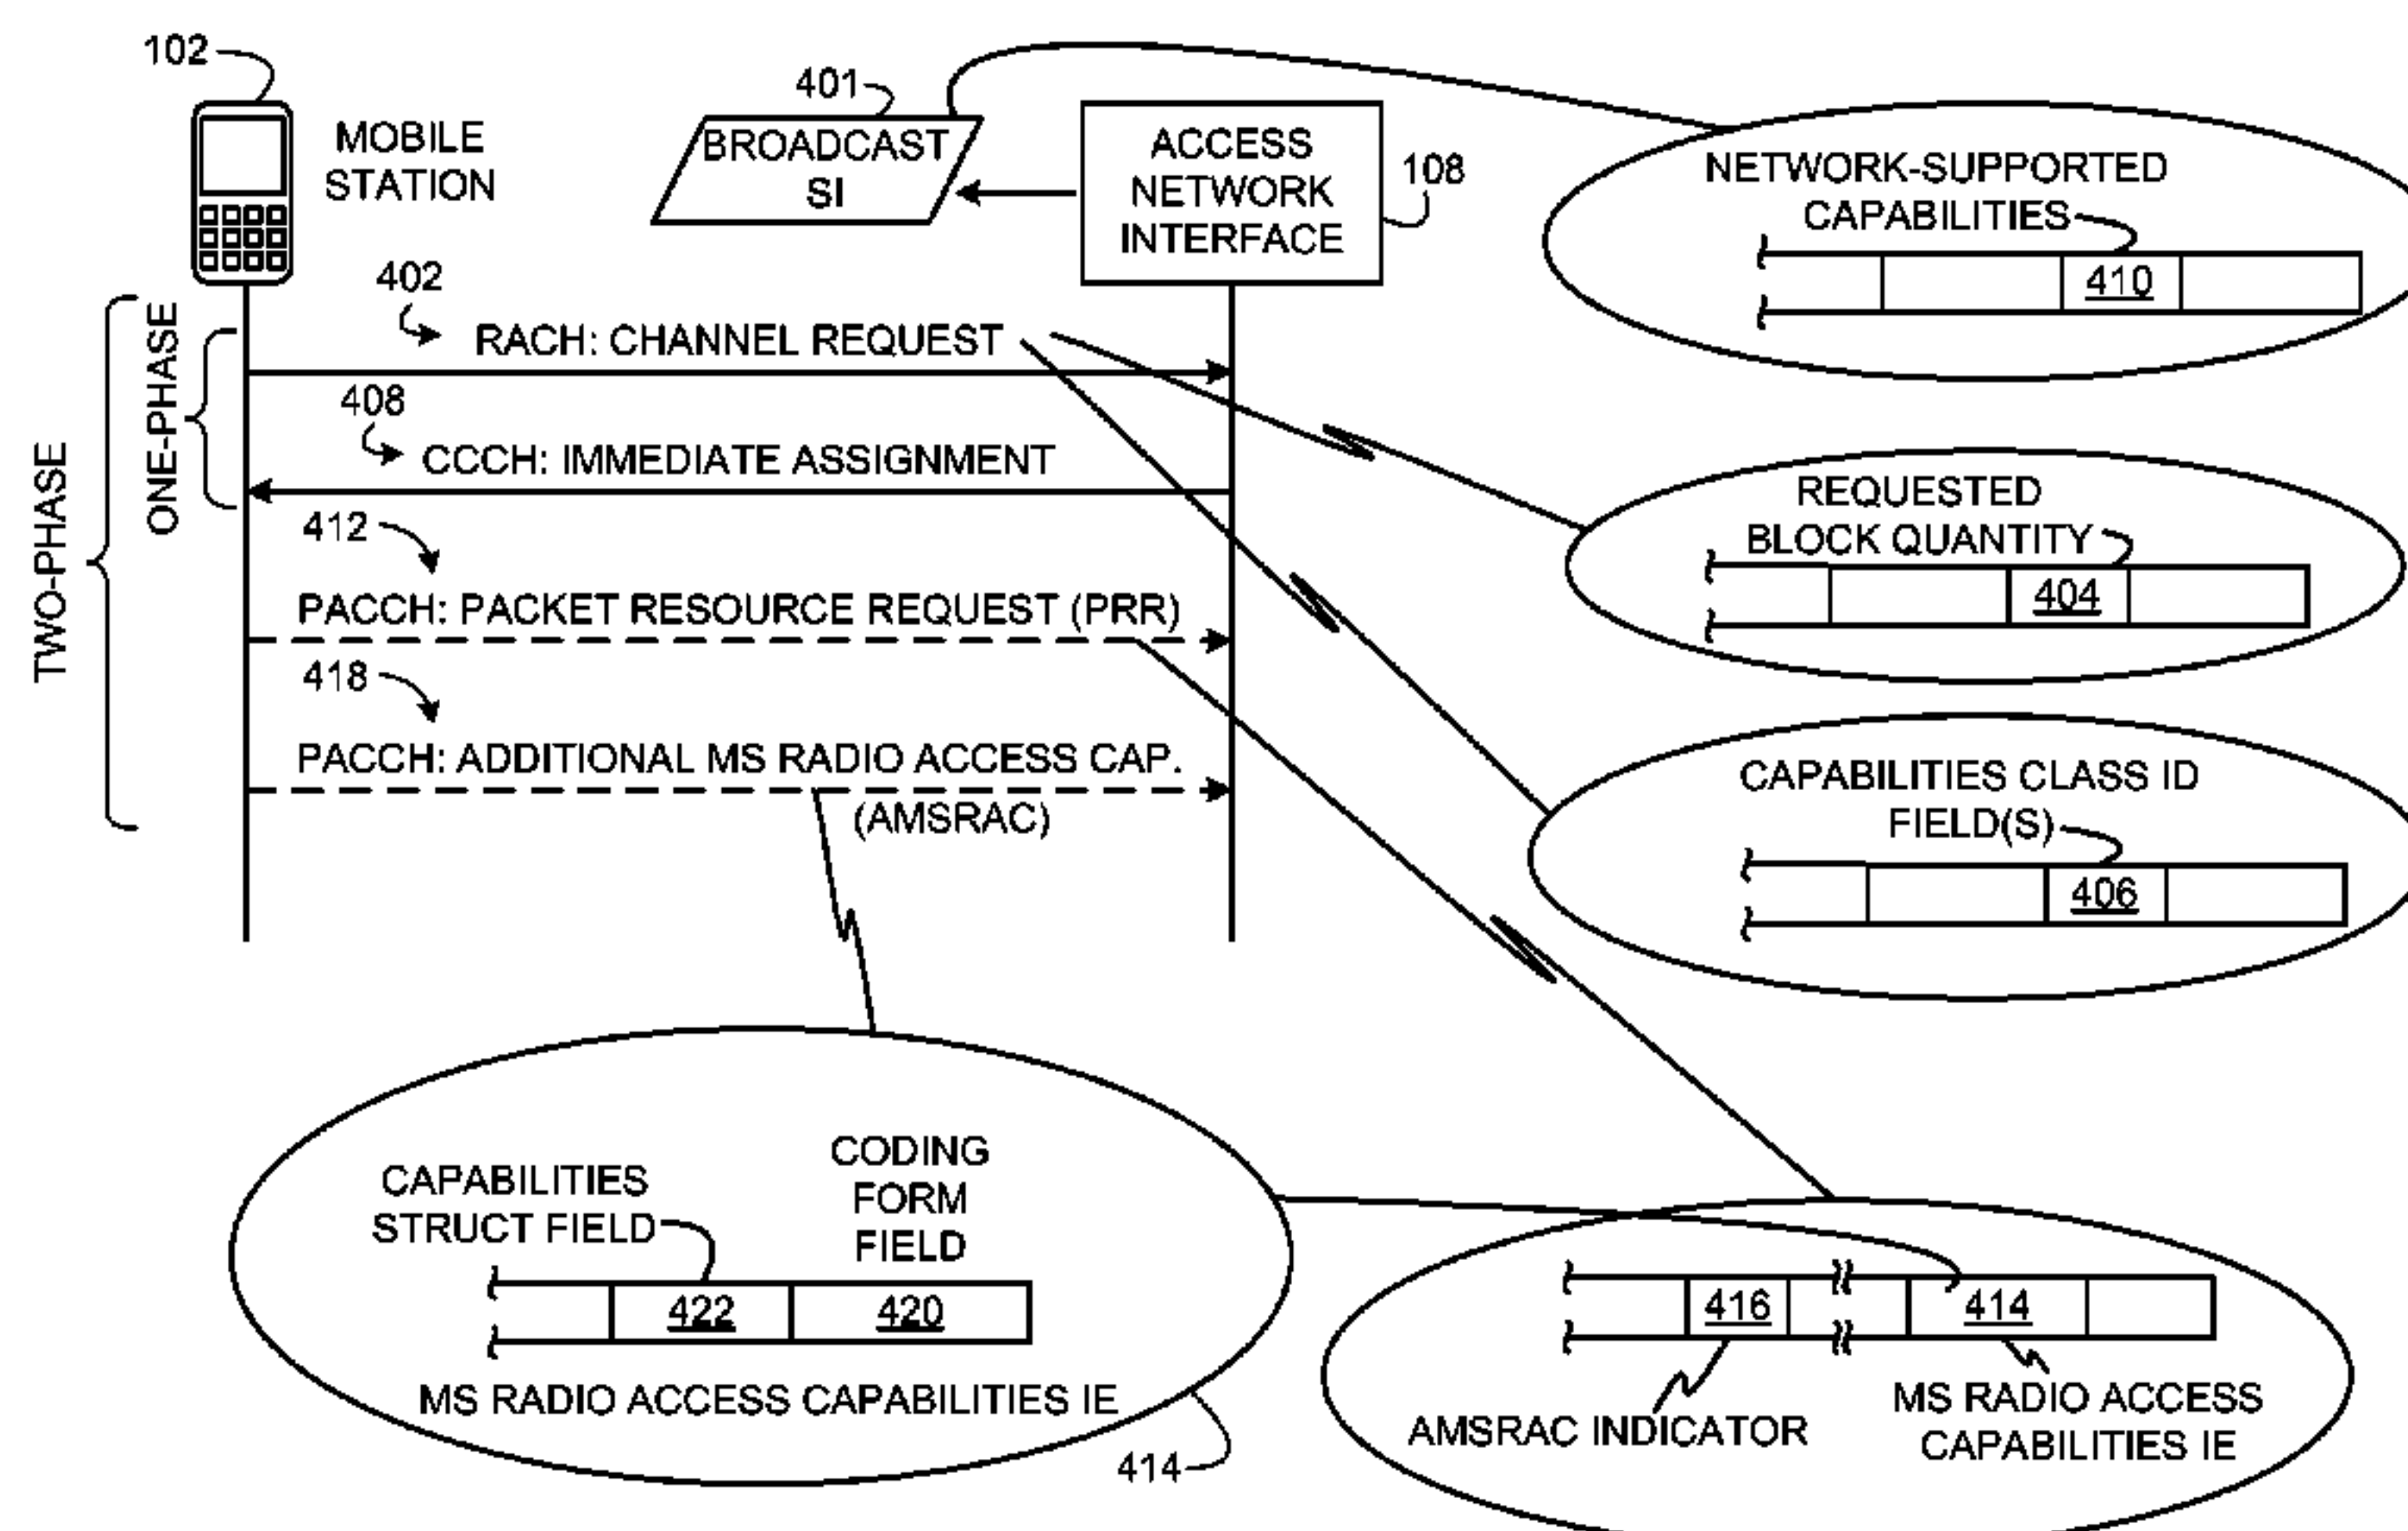 102
MOBILE
STATION
401
BROADCAST
SI
ACCESS
NETWORK
INTERFACE
108
NETWORK-SUPPORTED
CAPABILITIES
410
TWO-PHASE
ONE-PHASE
402
RACH: CHANNEL REQUEST
408
CCCH: IMMEDIATE ASSIGNMENT
412
PACCH: PACKET RESOURCE REQUEST (PRR)
418
PACCH: ADDITIONAL MS RADIO ACCESS CAP.
(AMSRAC)
REQUESTED
BLOCK QUANTITY
404
CAPABILITIES CLASS ID
FIELD(S)
406
CAPABILITIES
STRUCT FIELD
CODING
FORM
FIELD
422
420
MS RADIO ACCESS CAPABILITIES IE
414
416
414
AMSRAC INDICATOR
MS RADIO ACCESS
CAPABILITIES IE